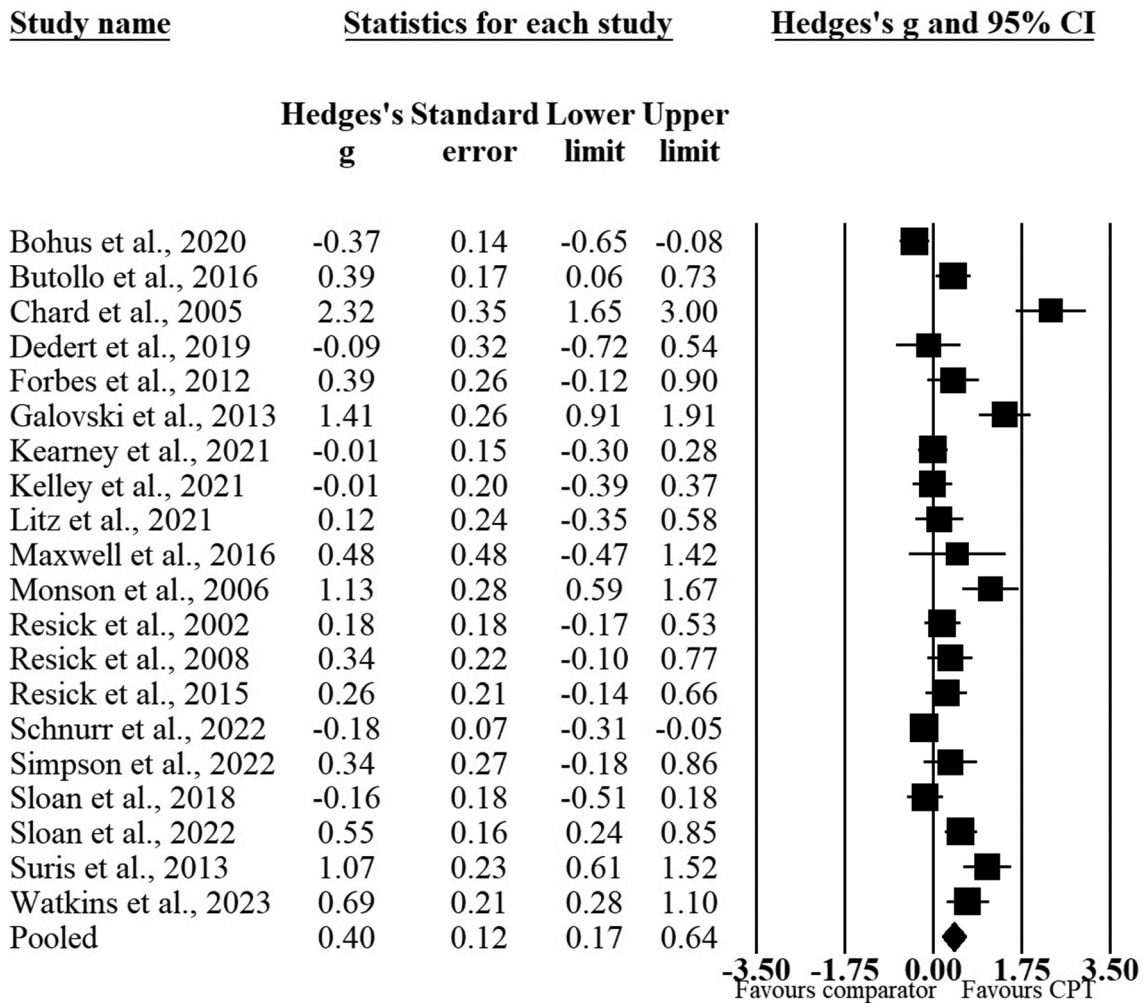 Study name Statistics for each study Hedges's g and 95% CI
Hedges's Standard Lower Upper
g error limit limit
Bohus et al., 2020 -0.37 0.14 -0.65 -0.08
Butollo et al., 2016 0.39 0.17 0.06 0.73
Chard et al., 2005 2.32 0.35 1.65 3.00
Dedert et al., 2019 -0.09 0.32 -0.72 0.54
Forbes et al., 2012 0.39 0.26 -0.12 0.90
Galovski et al., 2013 1.41 0.26 0.91 1.91
Kearney et al., 2021 -0.01 0.15 -0.30 0.28
Kelley et al., 2021 -0.01 0.20 -0.39 0.37
Litz et al., 2021 0.12 0.24 -0.35 0.58
Maxwell et al., 2016 0.48 0.48 -0.47 1.42
Monson et al., 2006 1.13 0.28 0.59 1.67
Resick et al., 2002 0.18 0.18 -0.17 0.53
Resick et al., 2008 0.34 0.22 -0.10 0.77
Resick et al., 2015 0.26 0.21 -0.14 0.66
Schnurr et al., 2022 -0.18 0.07 -0.31 -0.05
Simpson et al., 2022 0.34 0.27 -0.18 0.86
Sloan et al., 2018 -0.16 0.18 -0.51 0.18
Sloan et al., 2022 0.55 0.16 0.24 0.85
Suris et al., 2013 1.07 0.23 0.61 1.52
Watkins et al., 2023 0.69 0.21 0.28 1.10
Pooled 0.40 0.12 0.17 0.64
-3.50 -1.75 0.00 1.75 3.50
Favours comparator Favours CPT